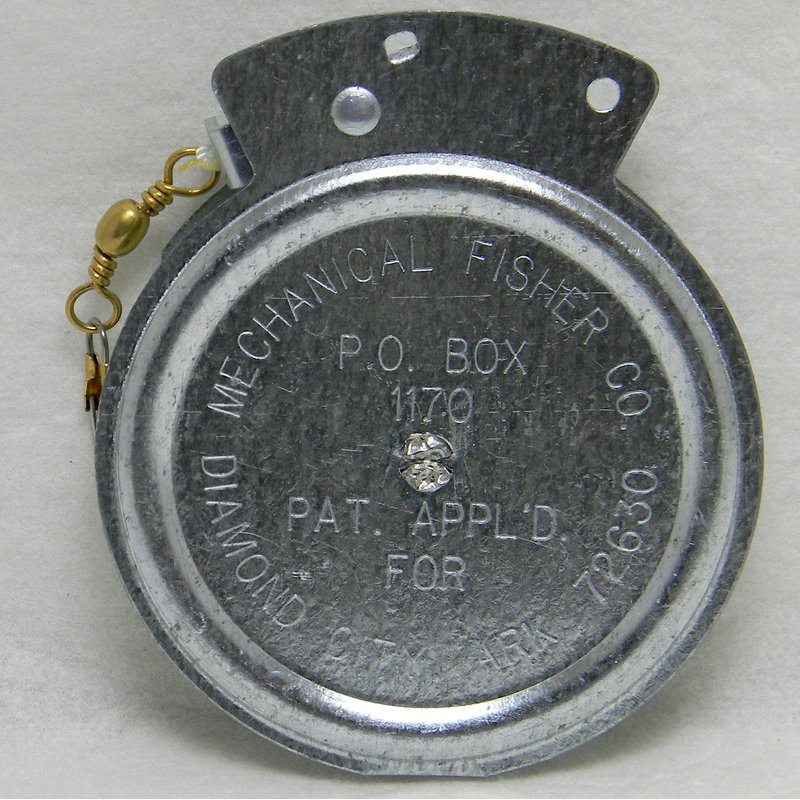 MECHANICAL FISHER CO
P.O. BOX
1170
PAT. APPL'D.
FOR
DIAMOND CITY, ARK 72630